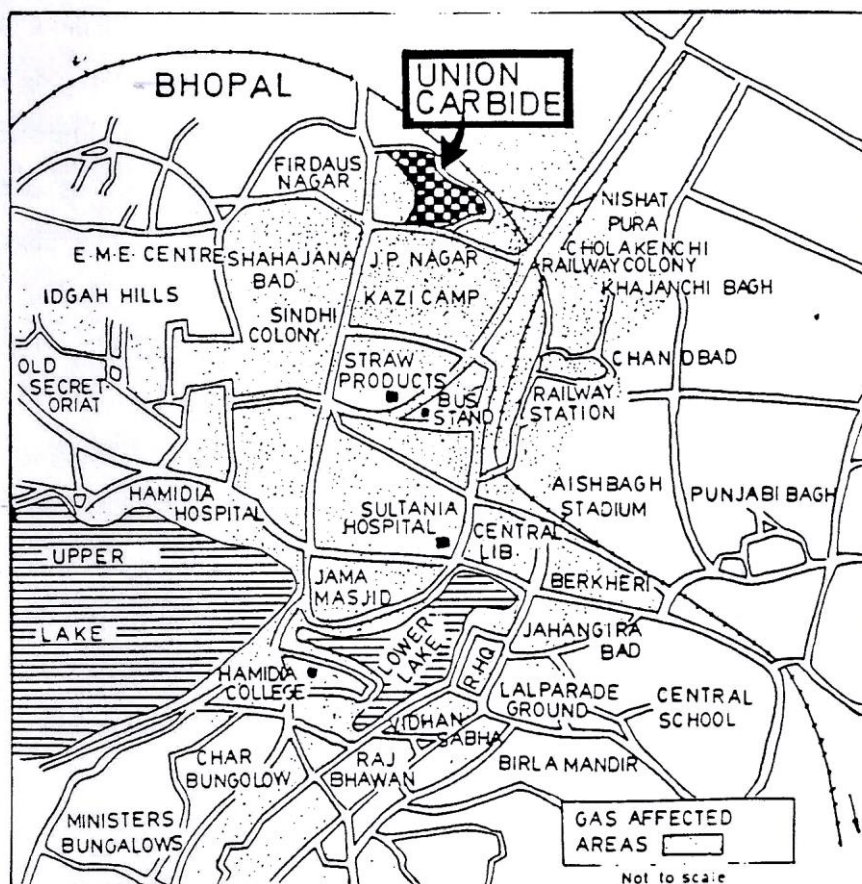 BHOPAL
UNION
CARBIDE
FIRDAUS
NAGAR
NISHAT
PURA
E·M·E· CENTRE
SHAHAJANA
BAD
J.P. NAGAR
CHOLAKENCHI
RAILWAY COLONY
KHAJANCHI BAGH
IDGAH HILLS
KAZI CAMP
SINDHI
COLONY
OLD
SECRET-
ORIAT
STRAW
PRODUCTS
BUS
STAND
CHANDBAD
RAILWAY
STATION
HAMIDIA
HOSPITAL
SULTANIA
HOSPITAL
AISHBAGH
STADIUM
PUNJABI BAGH
CENTRAL
LIB.
UPPER
LAKE
JAMA
MASJID
BERKHERI
JAHANGIRA
BAD
LOWER
LAKE
R.HQ.
HAMIDIA
COLLEGE
LALPARADE
GROUND
CENTRAL
SCHOOL
VIDHAN
SABHA
CHAR
BUNGOLOW
RAJ
BHAWAN
BIRLA MANDIR
MINISTERS
BUNGALOWS
GAS AFFECTED
AREAS
Not to scale